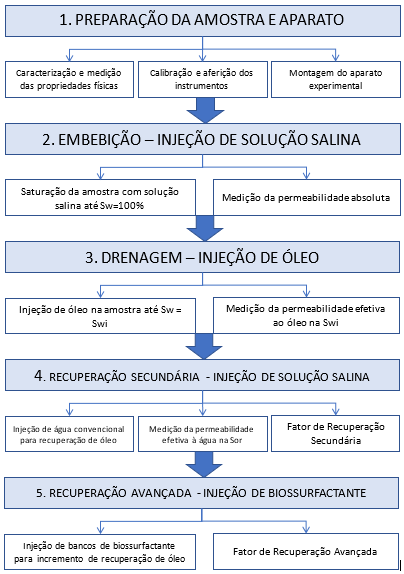 1. PREPARAÇÃO DA AMOSTRA E APARATO
Caracterização e medição
das propriedades físicas
Calibração e aferição dos
instrumentos
Montagem do aparato
experimental
2. EMBEBIÇÃO – INJEÇÃO DE SOLUÇÃO SALINA
Saturação da amostra com solução
salina até Sw=100%
Medição da permeabilidade absoluta
3. DRENAGEM – INJEÇÃO DE ÓLEO
Injeção de óleo na amostra até Sw =
Swi
Medição da permeabilidade efetiva
ao óleo na Swi
4. RECUPERAÇÃO SECUNDÁRIA - INJEÇÃO DE SOLUÇÃO SALINA
Injeção de água convencional
para recuperação de óleo
Medição da permeabilidade
efetiva à água na Sor
Fator de Recuperação
Secundária
5. RECUPERAÇÃO AVANÇADA - INJEÇÃO DE BIOSSURFACTANTE
Injeção de bancos de biossurfactante
para incremento de recuperação de óleo
Fator de Recuperação Avançada